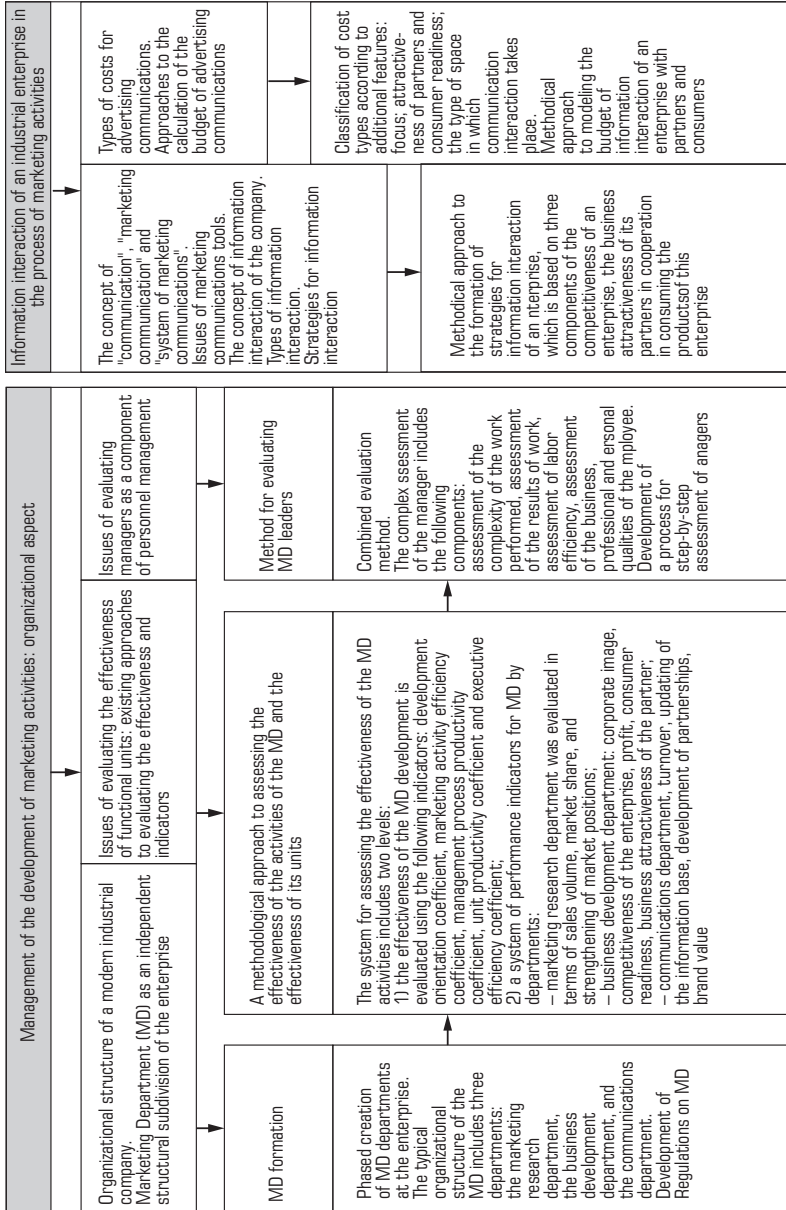 Management of the development of marketing activities: organizational aspect
Organizational structure of a modern industrial
company.
Marketing Department (MD) as an independent
structural subdivision of the enterprise
Issues of evaluating the effectiveness
of functional units: existing approaches
to evaluating the effectiveness and
indicators
Issues of evaluating
managers as a component
of personnel management
MD formation
A methodological approach to assessing the
effectiveness of the activities of the MD and the
effectiveness of its units
Method for evaluating
MD leaders
Phased creation
of MD departments
at the enterprise.
The typical
organizational
structure of the
MD includes three
departments:
the marketing
research
department, the
business
development
department, and
the communications
department.
Development of
Regulations on MD
The system for assessing the effectiveness of the MD
activities includes two levels:
1) the effectiveness of the MD development is
evaluated using the following indicators: development
orientation coefficient, marketing activity efficiency
coefficient, management process productivity
coefficient, unit productivity coefficient and executive
efficiency coefficient;
2) a system of performance indicators for MD by
departments:
– marketing research department was evaluated in
terms of sales volume, market share, and
strengthening of market positions;
– business development department: corporate image,
competitiveness of the enterprise, profit, consumer
readiness, business attractiveness of the partner;
– communications department, turnover, updating of
the information base, development of partnerships,
brand value
Combined evaluation
method.
The complex ssessment
of the manager includes
the following
components:
assessment of the
complexity of the work
performed, assessment
of the results of work,
assessment of labor
efficiency, assessment
of the business,
professional and ersonal
qualities of the mployee.
Development of
a process for
step-by-step
assessment of anagers
Information interaction of an industrial enterprise in
the process of marketing activities
The concept of
"communication", "marketing
communication" and
"system of marketing
communications".
Issues of marketing
communications tools.
The concept of information
interaction of the company.
Types of information
interaction.
Strategies for information
interaction
Types of costs for
advertising
communications.
Approaches to the
calculation of the
budget of advertising
communications
Methodical approach to
the formation of
strategies for
information interaction
of an nterprise,
which is based on three
components of the
competitiveness of an
enterprise, the business
attractiveness of its
partners in cooperation
in consuming the
productsof this
enterprise
Classification of cost
types according to
additional features:
focus; attractive-
ness of partners and
consumer readiness;
the type of space
in which
communication
interaction takes
place.
Methodical
approach
to modeling the
budget of
information
interaction of an
enterprise with
partners and
consumers